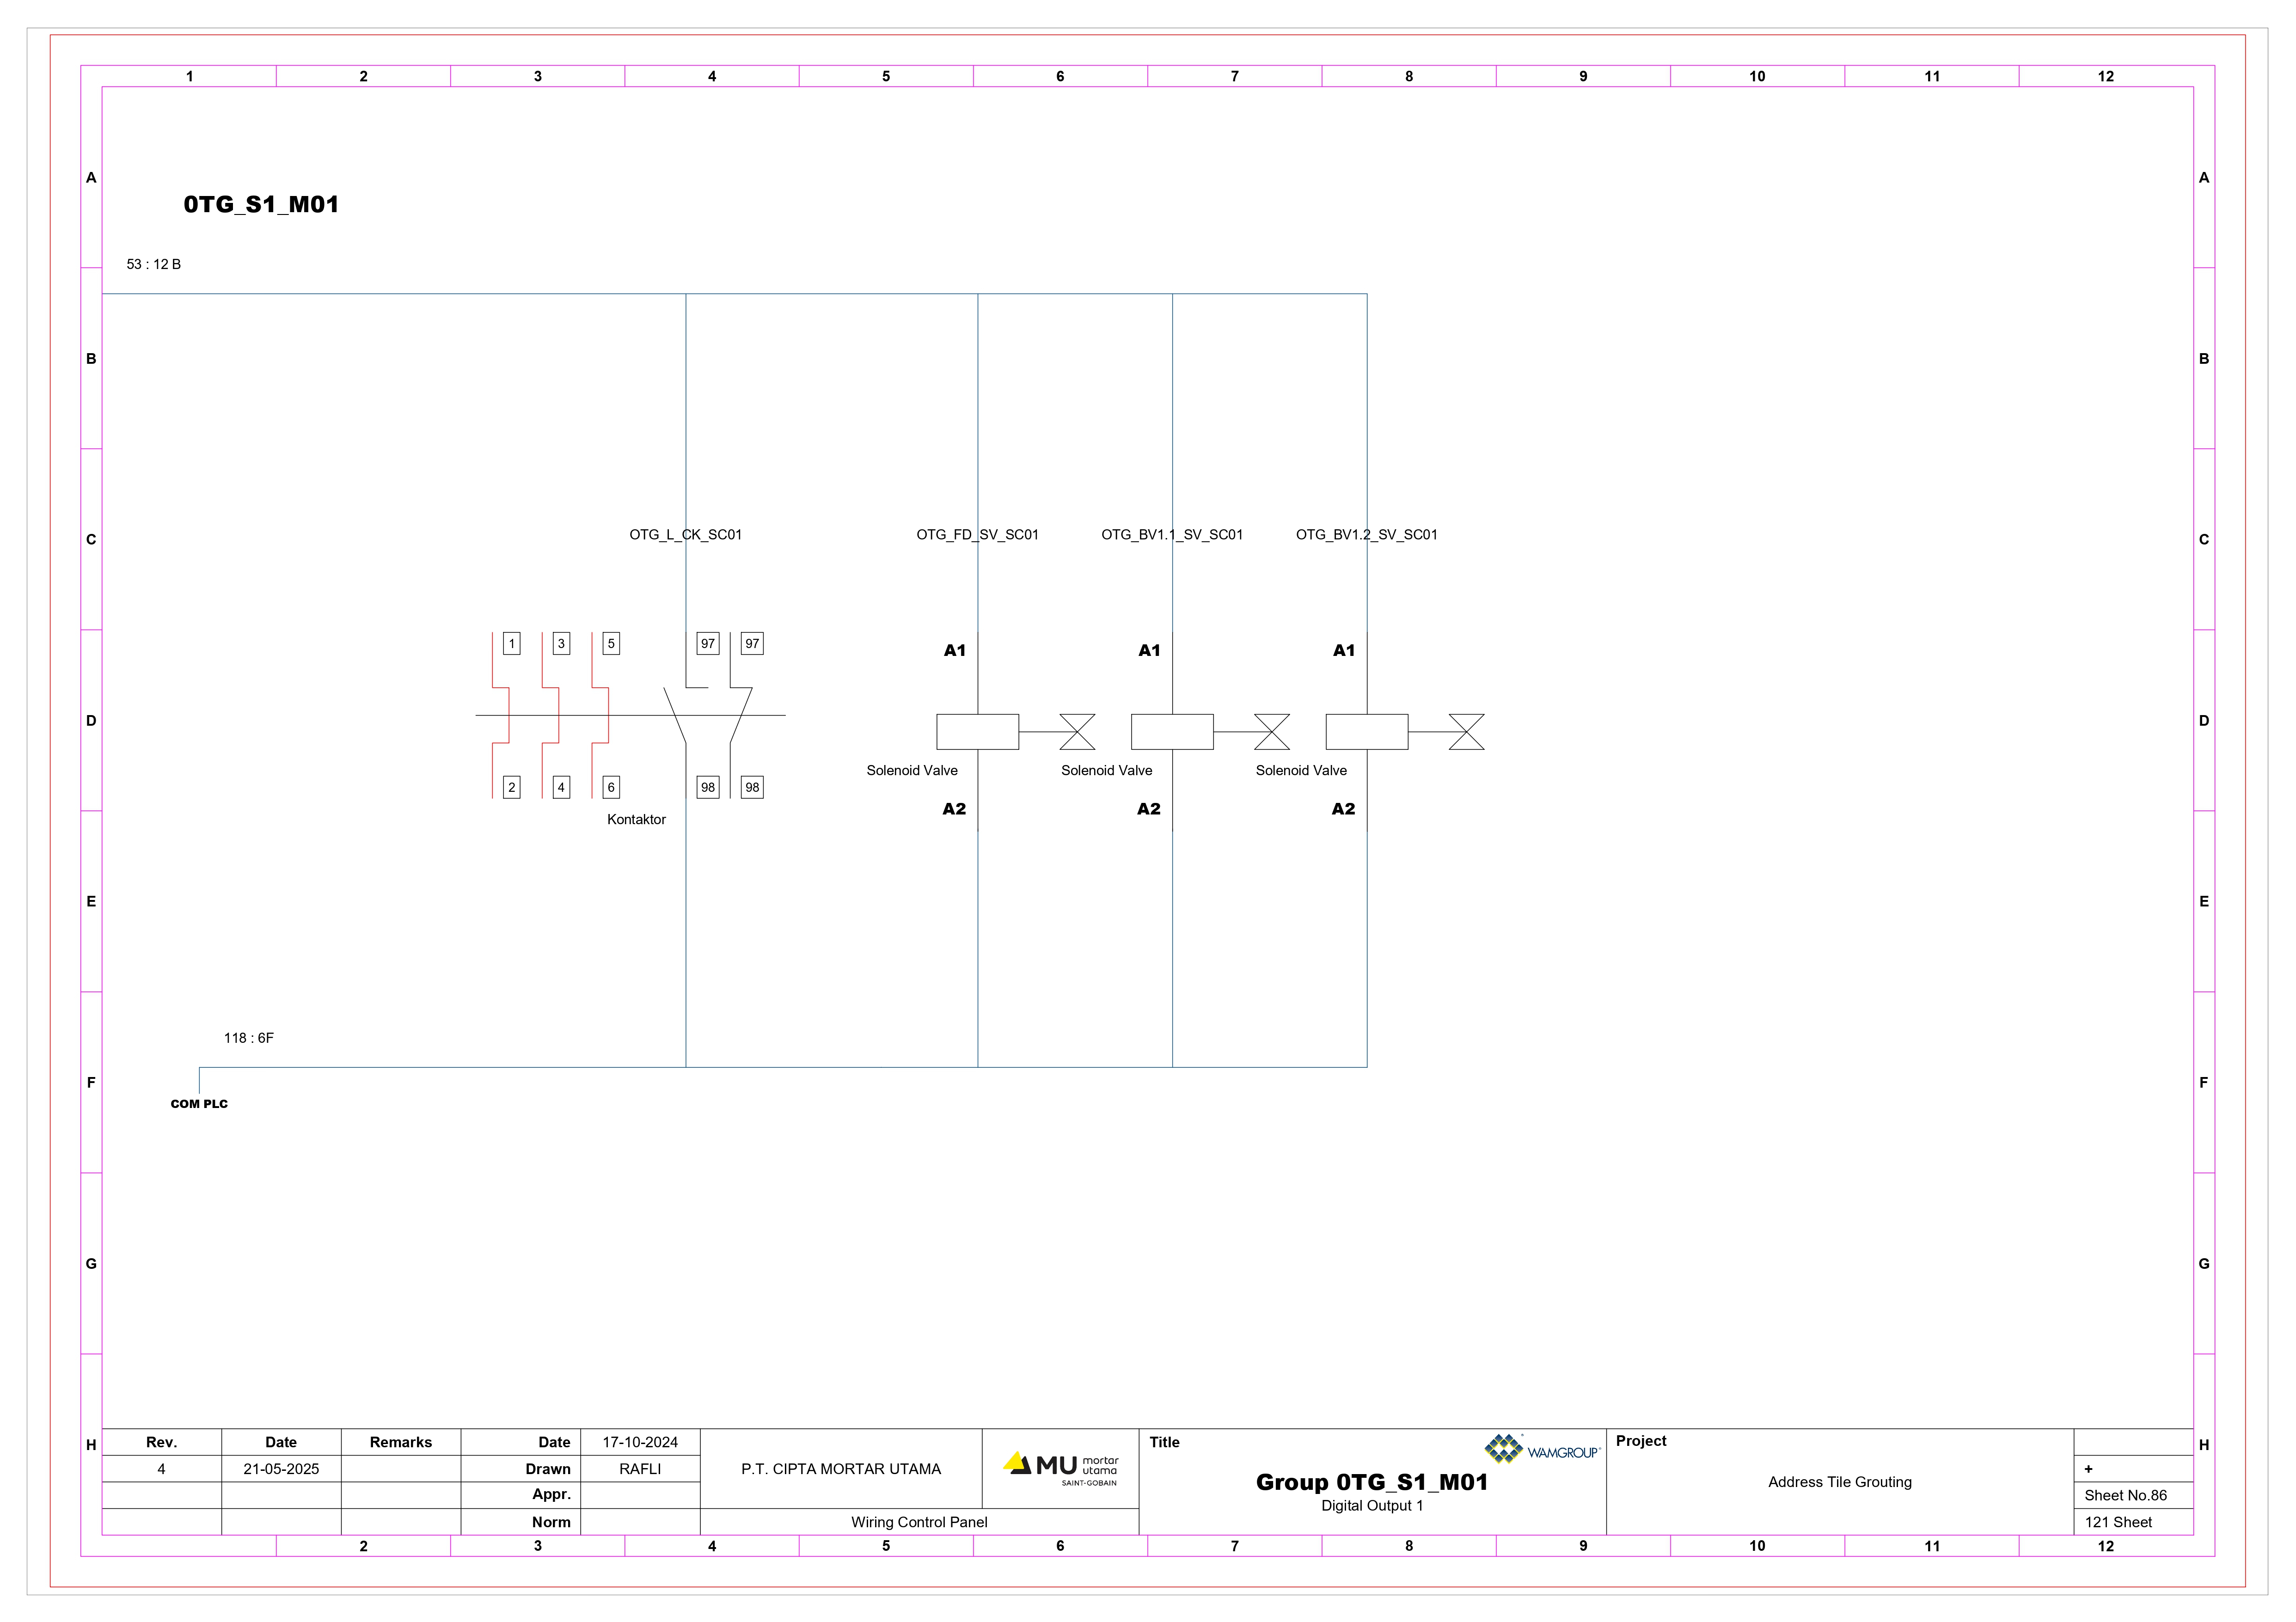 1 2 3 4 5 6 7 8 9 10 11 12
A A
0TG_S1_M01
53 : 12 B
B B
C C
OTG_L_CK_SC01 OTG_FD_SV_SC01 OTG_BV1.1_SV_SC01 OTG_BV1.2_SV_SC01
1 3 5 97 97
A1 A1 A1
D D
Solenoid Valve Solenoid Valve Solenoid Valve
2 4 6 98 98
A2 A2 A2
Kontaktor
E E
118 : 6F
F F
COM PLC
G G
H H
Rev. Date Remarks Date 17-10-2024
4 21-05-2025 Drawn RAFLI
Appr.
Norm
P.T. CIPTA MORTAR UTAMA
MU mortar
utama
SAINT-GOBAIN
Wiring Control Panel
Title
WAMGROUP
Group 0TG_S1_M01
Digital Output 1
Project
Address Tile Grouting
+
Sheet No.86
121 Sheet
2 3 4 5 6 7 8 9 10 11 12